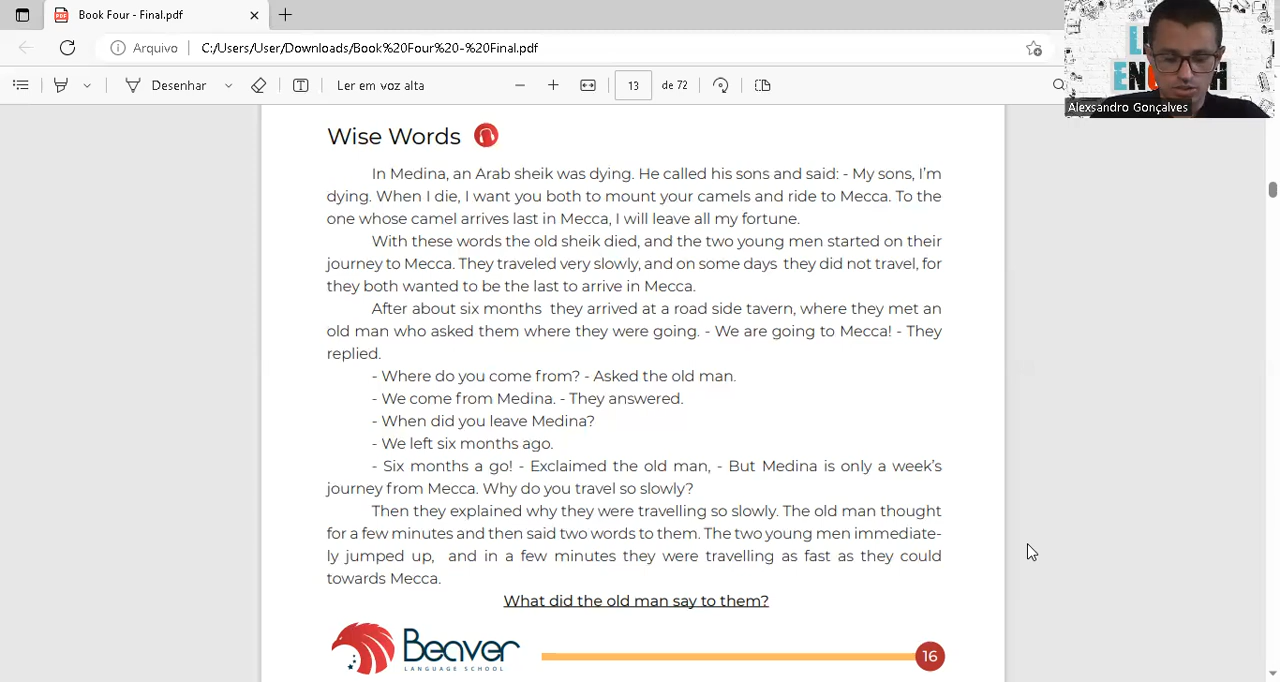 Book Four - Final.pdf
Arquivo C:/Users/User/Downloads/Book%20Four%20-%20Final.pdf
Desenhar Ler em voz alta 13 de 72
Alexsandro Gonçalves
Wise Words
In Medina, an Arab sheik was dying. He called his sons and said: - My sons, I'm
dying. When I die, I want you both to mount your camels and ride to Mecca. To the
one whose camel arrives last in Mecca, I will leave all my fortune.
With these words the old sheik died, and the two young men started on their
journey to Mecca. They traveled very slowly, and on some days they did not travel, for
they both wanted to be the last to arrive in Mecca.
After about six months they arrived at a road side tavern, where they met an
old man who asked them where they were going. - We are going to Mecca! - They
replied.
- Where do you come from? - Asked the old man.
- We come from Medina. - They answered.
- When did you leave Medina?
- We left six months ago.
- Six months a go! - Exclaimed the old man, - But Medina is only a week's
journey from Mecca. Why do you travel so slowly?
Then they explained why they were travelling so slowly. The old man thought
for a few minutes and then said two words to them. The two young men immediate-
ly jumped up, and in a few minutes they were travelling as fast as they could
towards Mecca.
What did the old man say to them?
Beaver
LANGUAGE SCHOOL
16